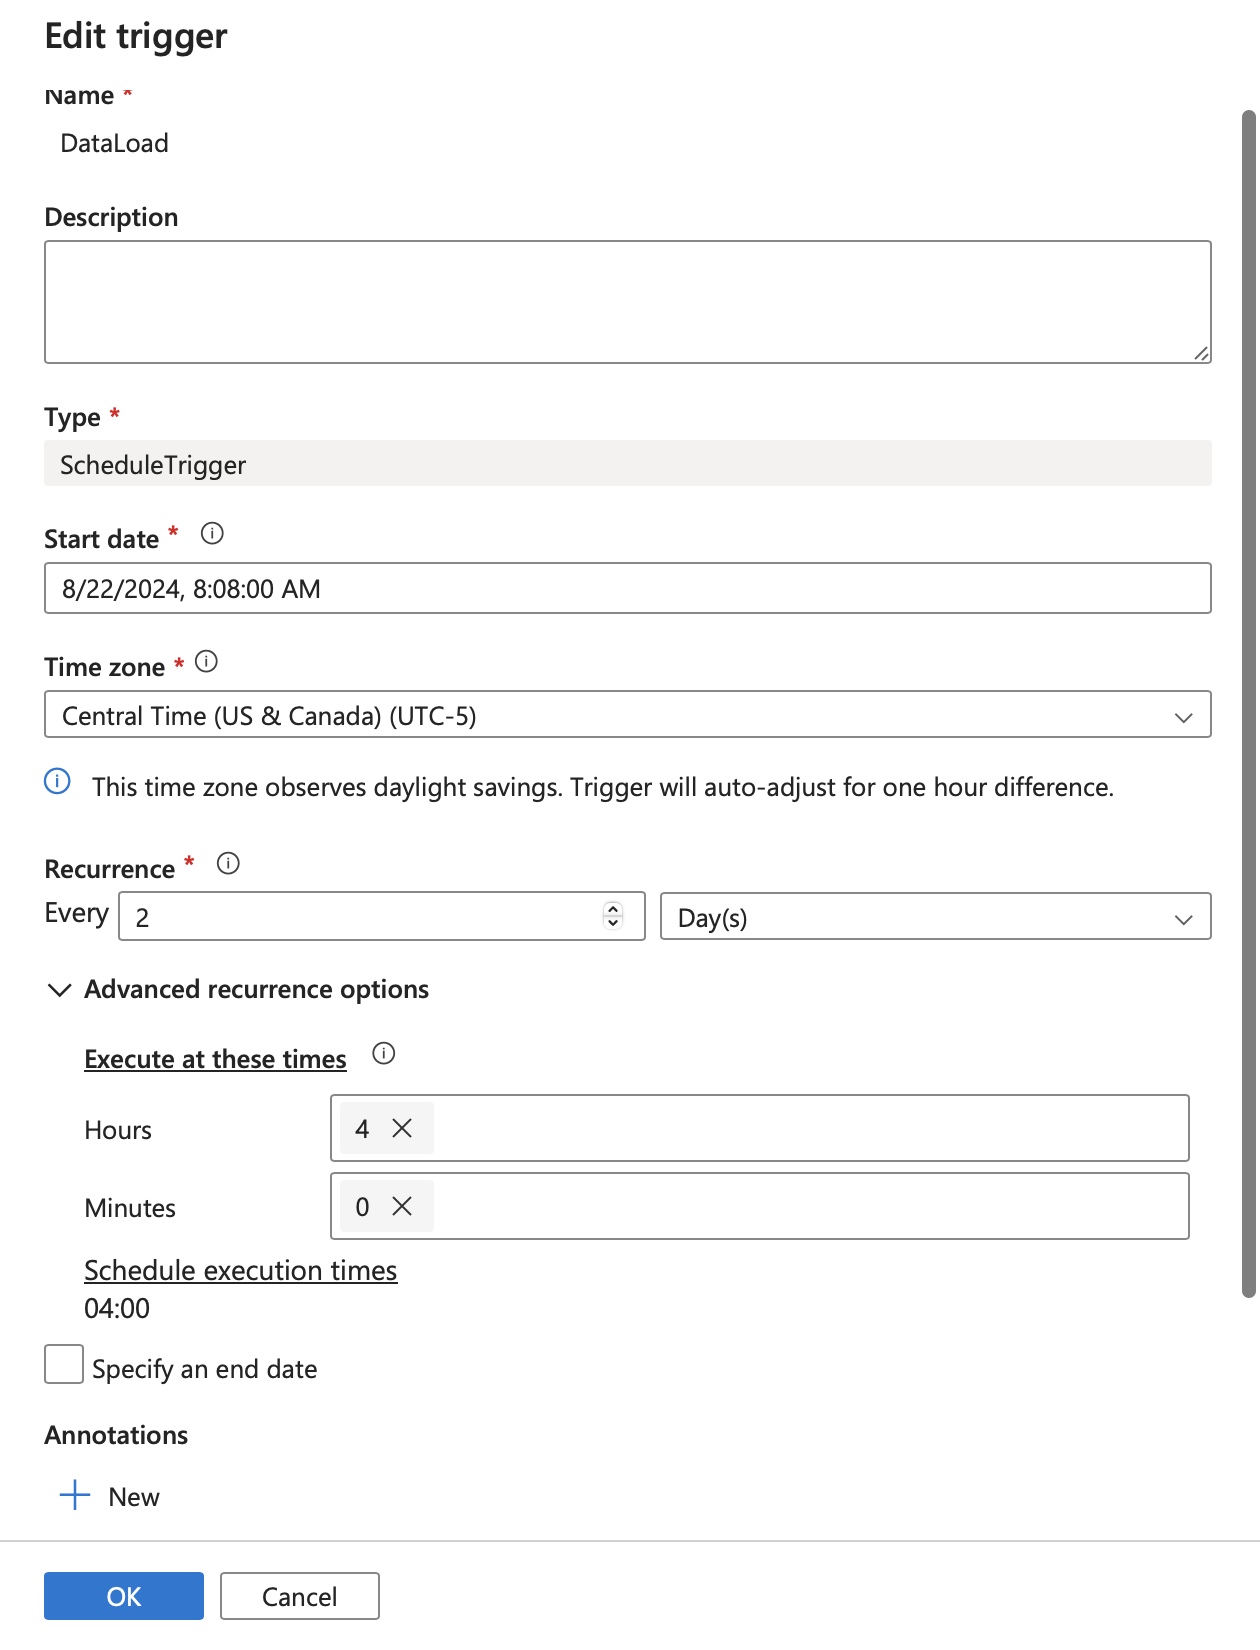 Edit trigger
Name *
DataLoad
Description
Type *
ScheduleTrigger
Start date *
8/22/2024, 8:08:00 AM
Time zone *
Central Time (US & Canada) (UTC-5)
This time zone observes daylight savings. Trigger will auto-adjust for one hour difference.
Recurrence *
Every 2 Day(s)
Advanced recurrence options
Execute at these times
Hours 4
Minutes 0
Schedule execution times
04:00
Specify an end date
Annotations
New
OK Cancel